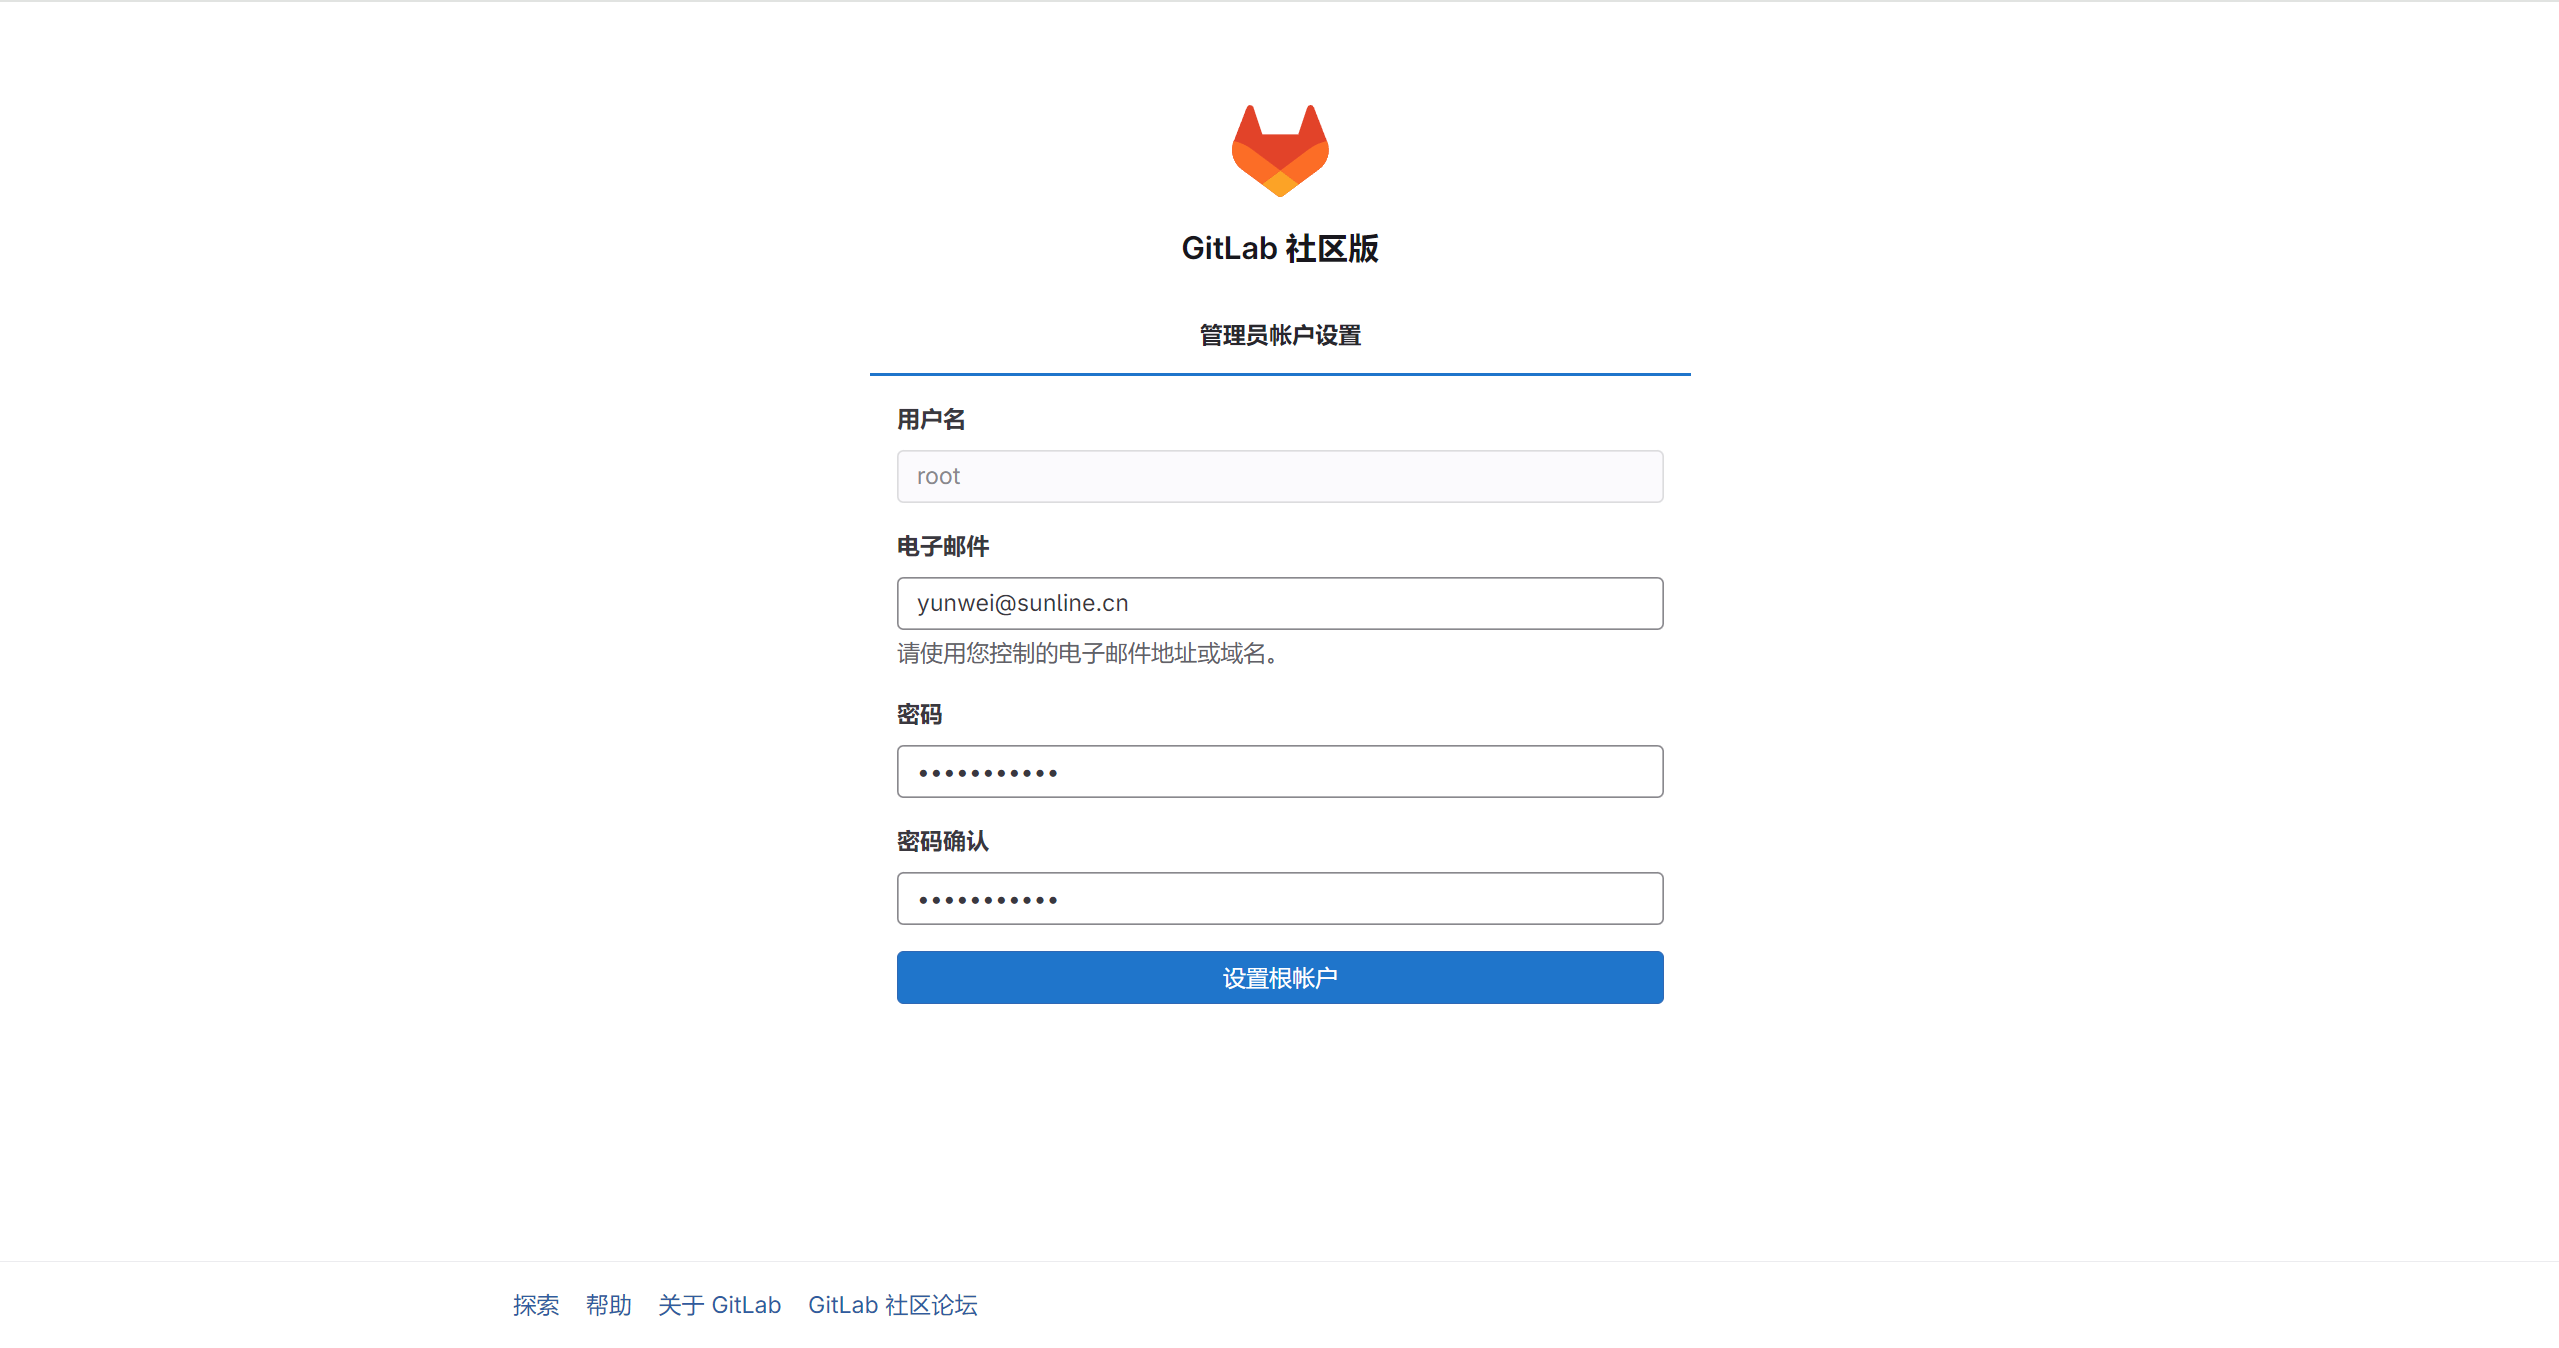 GitLab 社区版
管理员帐户设置
用户名
root
电子邮件
yunwei@sunline.cn
请使用您控制的电子邮件地址或域名。
密码
•••••••••••
密码确认
•••••••••••
设置根帐户
探索 帮助 关于 GitLab GitLab 社区论坛